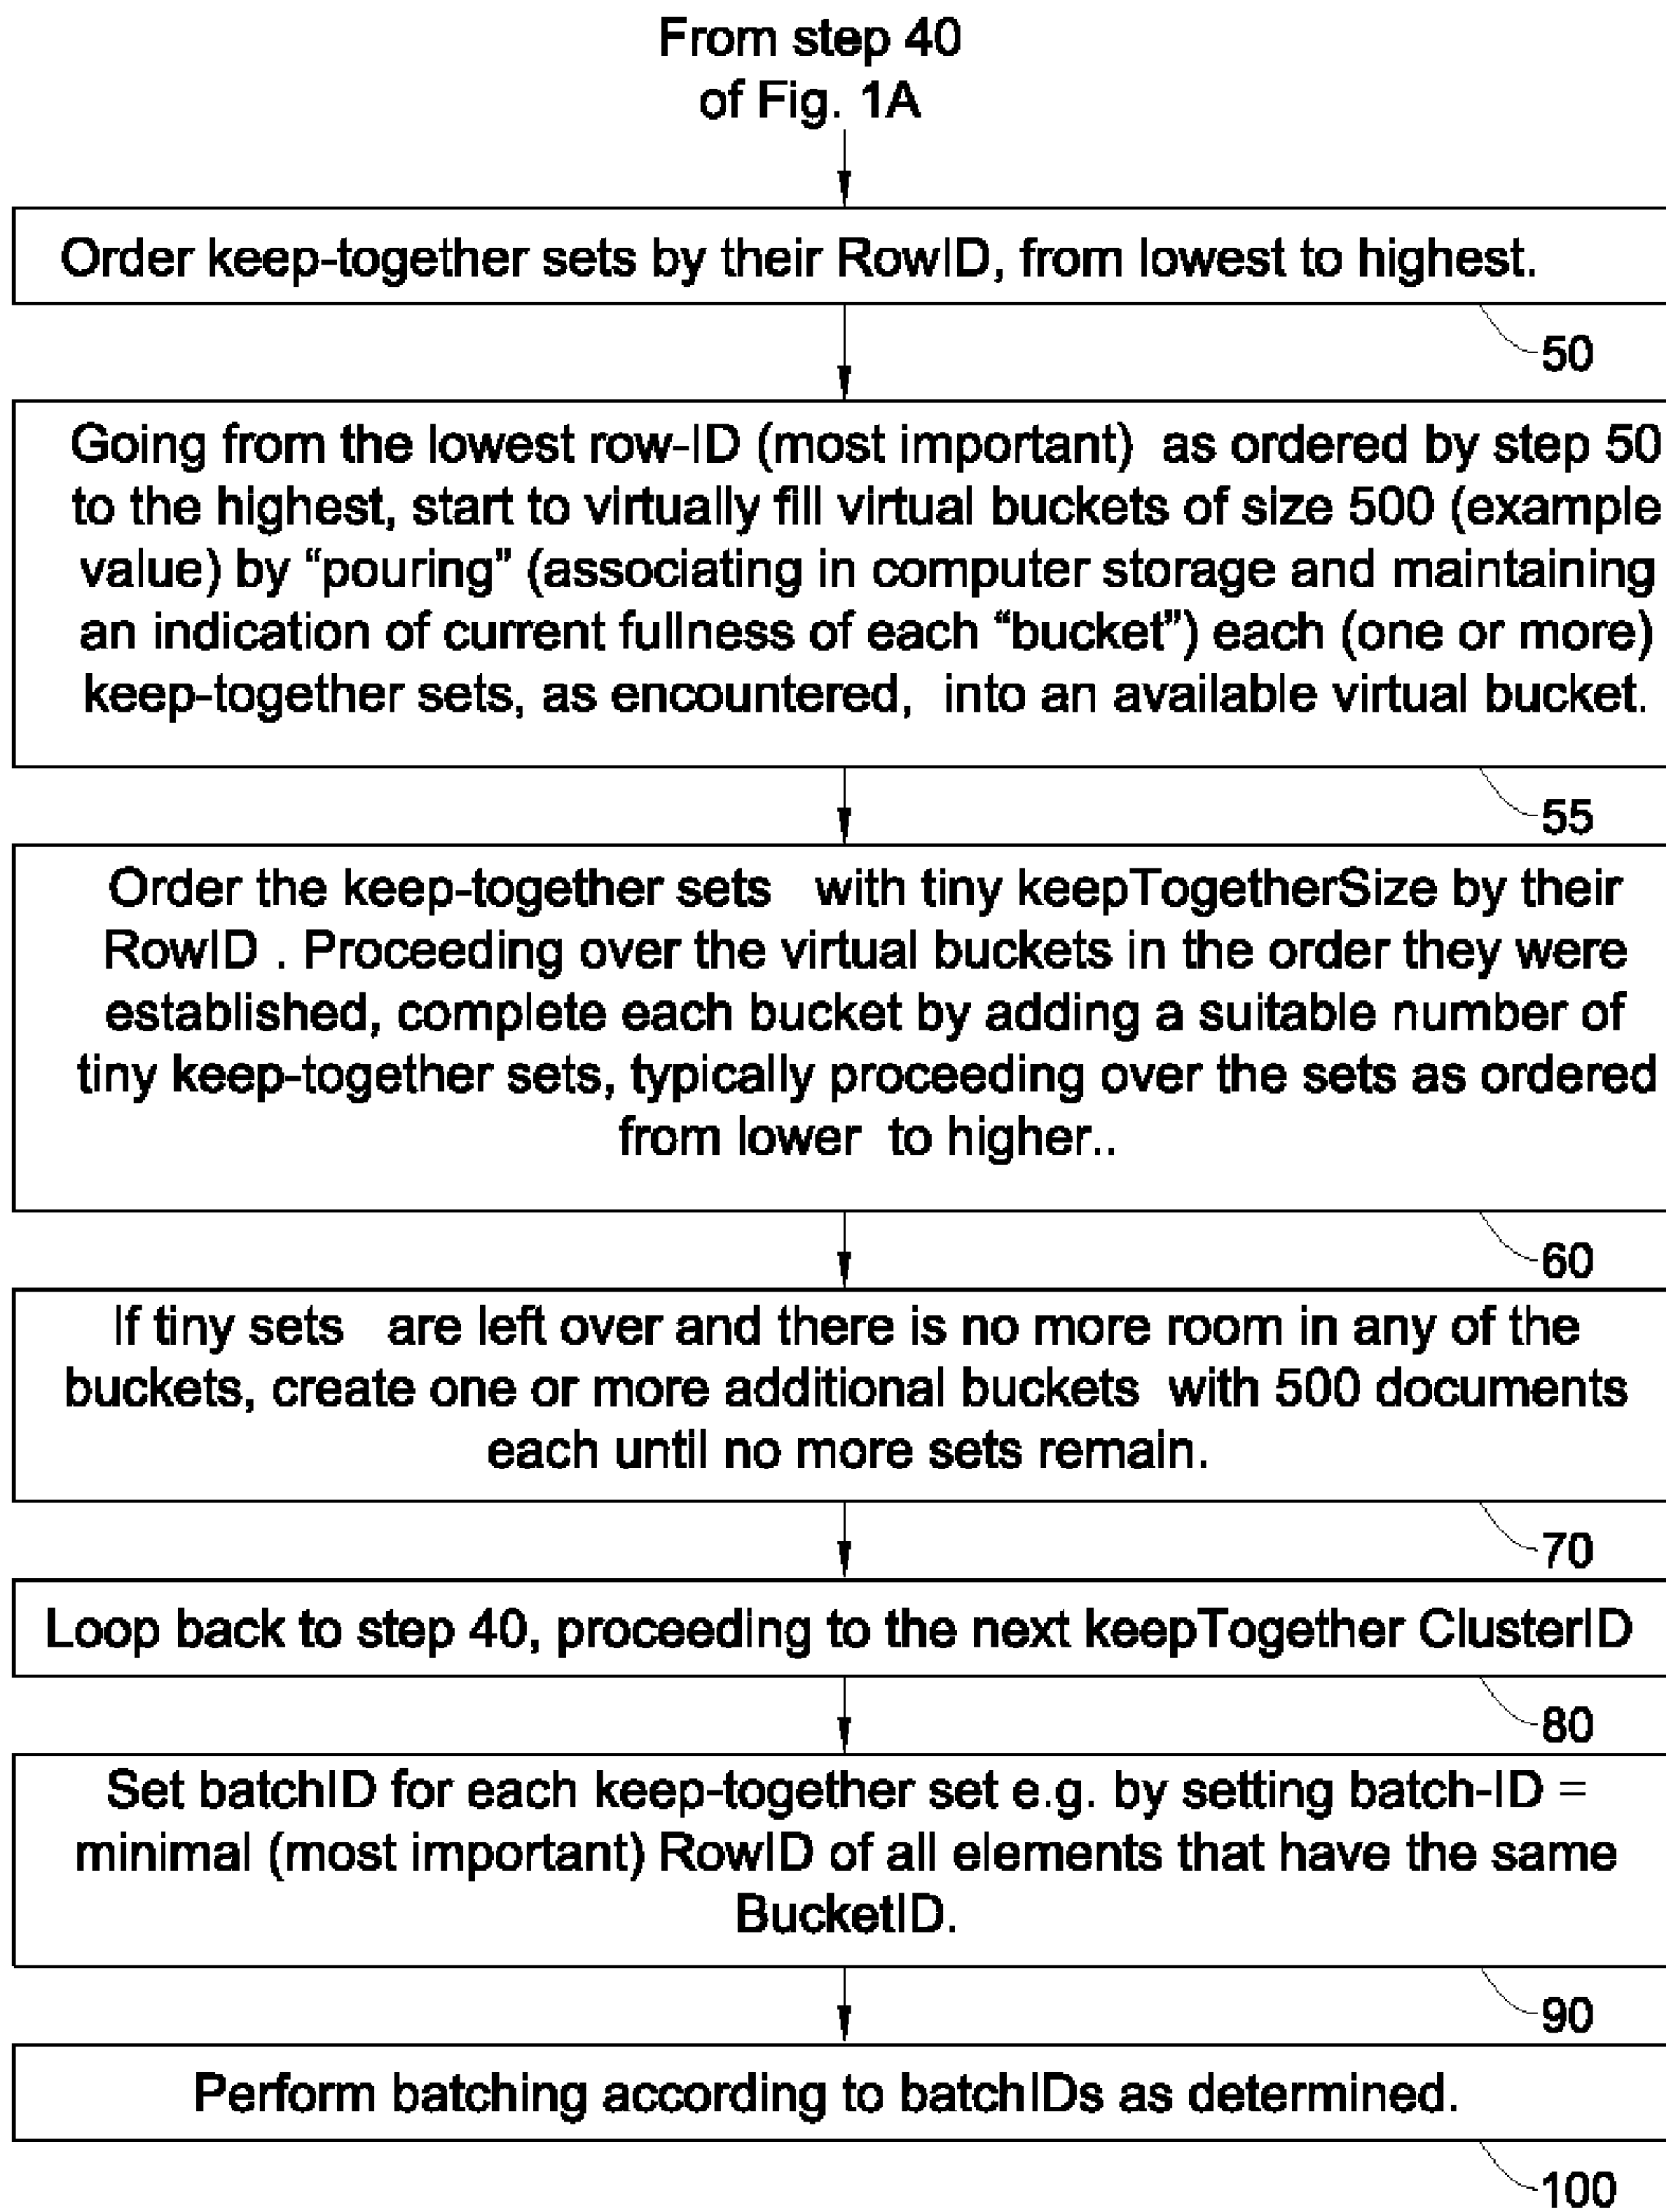 From step 40
of Fig. 1A
Order keep-together sets by their RowID, from lowest to highest.
50
Going from the lowest row-ID (most important) as ordered by step 50
to the highest, start to virtually fill virtual buckets of size 500 (example
value) by “pouring” (associating in computer storage and maintaining
an indication of current fullness of each “bucket”) each (one or more)
keep-together sets, as encountered, into an available virtual bucket.
55
Order the keep-together sets with tiny keepTogetherSize by their
RowID . Proceeding over the virtual buckets in the order they were
established, complete each bucket by adding a suitable number of
tiny keep-together sets, typically proceeding over the sets as ordered
from lower to higher..
60
If tiny sets are left over and there is no more room in any of the
buckets, create one or more additional buckets with 500 documents
each until no more sets remain.
70
Loop back to step 40, proceeding to the next keepTogether ClusterID
80
Set batchID for each keep-together set e.g. by setting batch-ID =
minimal (most important) RowID of all elements that have the same
BucketID.
90
Perform batching according to batchIDs as determined.
100